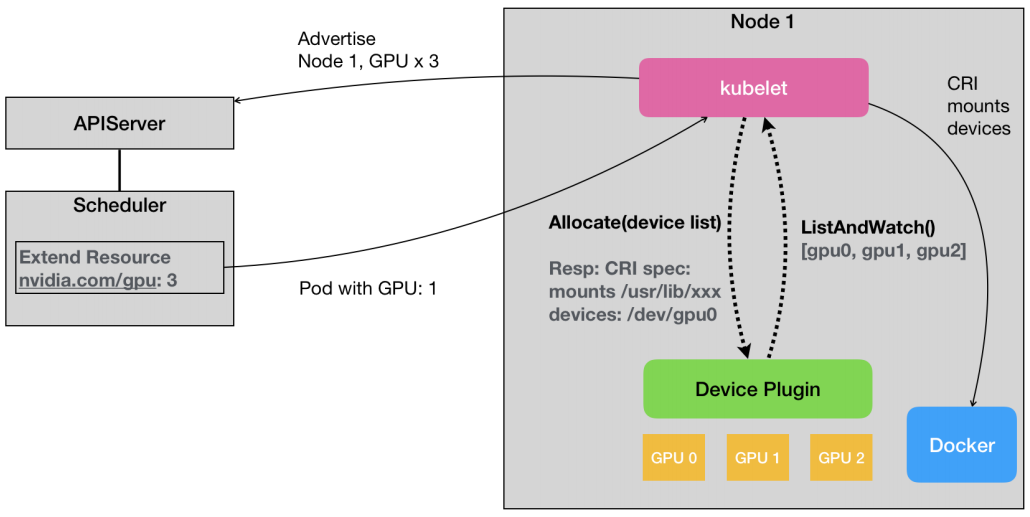 Node 1
Advertise
Node 1, GPU x 3
kubelet
CRI
mounts
devices
APIServer
Scheduler
Extend Resource
nvidia.com/gpu: 3
Pod with GPU: 1
Allocate(device list)
Resp: CRI spec:
mounts /usr/lib/xxx
devices: /dev/gpu0
ListAndWatch()
[gpu0, gpu1, gpu2]
Device Plugin
GPU 0
GPU 1
GPU 2
Docker